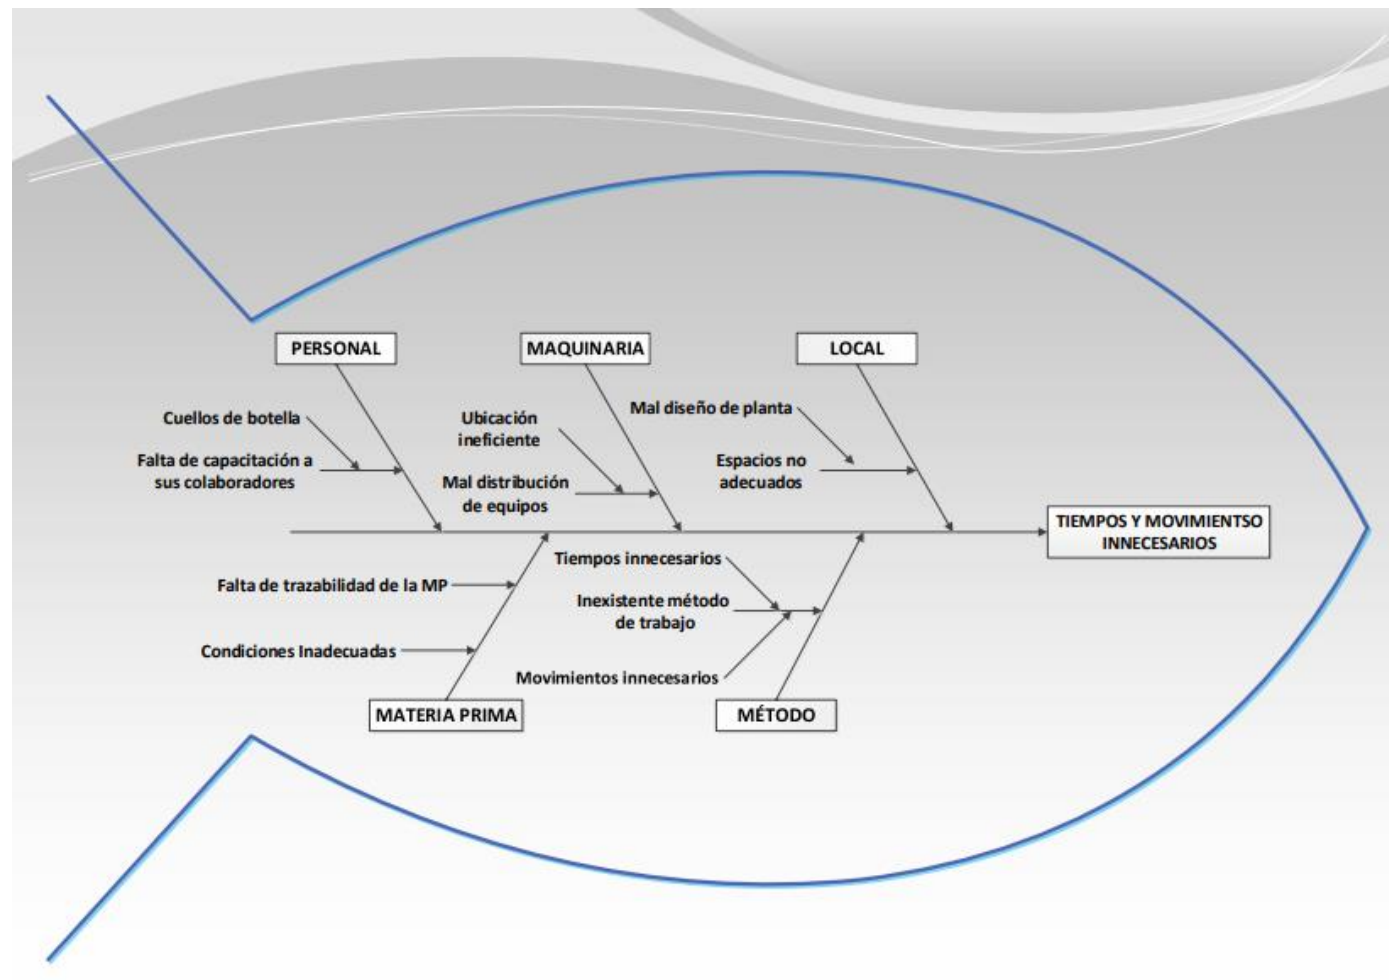 PERSONAL
MAQUINARIA
LOCAL
Cuellos de botella
Falta de capacitación a
sus colaboradores
Ubicación
ineficiente
Mal distribución
de equipos
Mal diseño de planta
Espacios no
adecuados
TIEMPOS Y MOVIMIENTSO
INNECESARIOS
Falta de trazabilidad de la MP
Condiciones Inadecuadas
Tiempos innecesarios
Inexistente método
de trabajo
Movimientos innecesarios
MATERIA PRIMA
MÉTODO